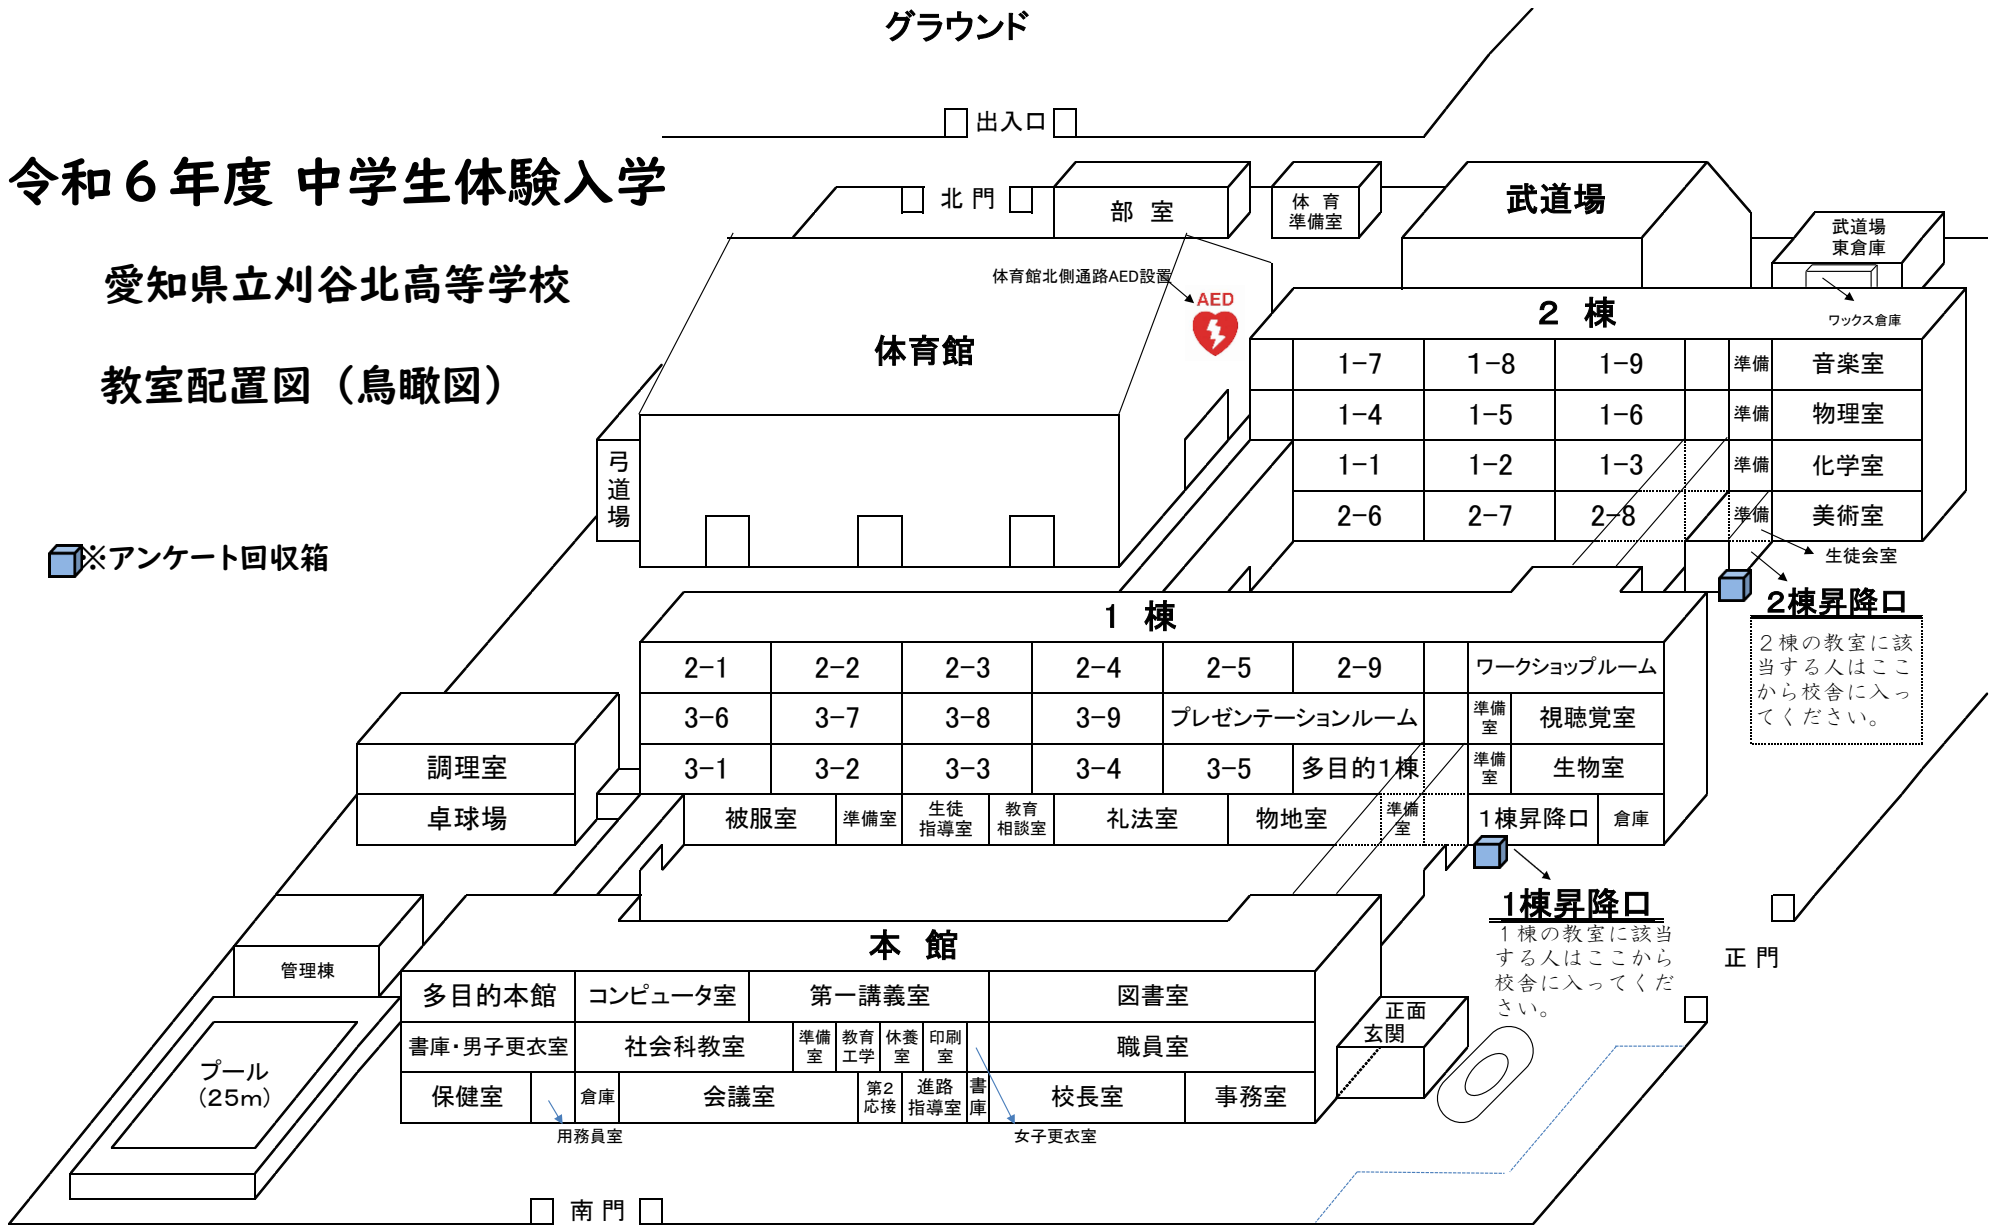 グラウンド
出入口
令和６年度 中学生体験入学
北 門
部 室
体 育
準備室
武道場
武道場
東倉庫
愛知県立刈谷北高等学校
体育館北側通路AED設置
AED
ワックス倉庫
２ 棟
体育館
教室配置図（鳥瞰図）
1-7 1-8 1-9 準備 音楽室
1-4 1-5 1-6 準備 物理室
1-1 1-2 1-3 準備 化学室
2-6 2-7 2-8 準備 美術室
弓
道
場
※アンケート回収箱
生徒会室
２棟昇降口
２棟の教室に該
当する人はここ
から校舎に入っ
てください。
１ 棟
2-1 2-2 2-3 2-4 2-5 2-9 ワークショップルーム
3-6 3-7 3-8 3-9 プレゼンテーションルーム 準備
室 視聴覚室
3-1 3-2 3-3 3-4 3-5 多目的１棟 準備
室 生物室
被服室 準備室 生徒
指導室 教育
相談室 礼法室 物地室 準備
室 1棟昇降口 倉庫
調理室
卓球場
1棟昇降口
１棟の教室に該当
する人はここから
校舎に入ってくだ
さい。
正 門
本 館
管理棟
多目的本館 コンピュータ室 第一講義室 図書室
書庫・男子更衣室 社会科教室 準備
室 教育
工学 休養
室 印刷
室 職員室
保健室 倉庫 会議室 第２
応接 進路
指導室 書
庫 校長室 事務室
正面
玄関
プール
（25ｍ）
用務員室
女子更衣室
南 門